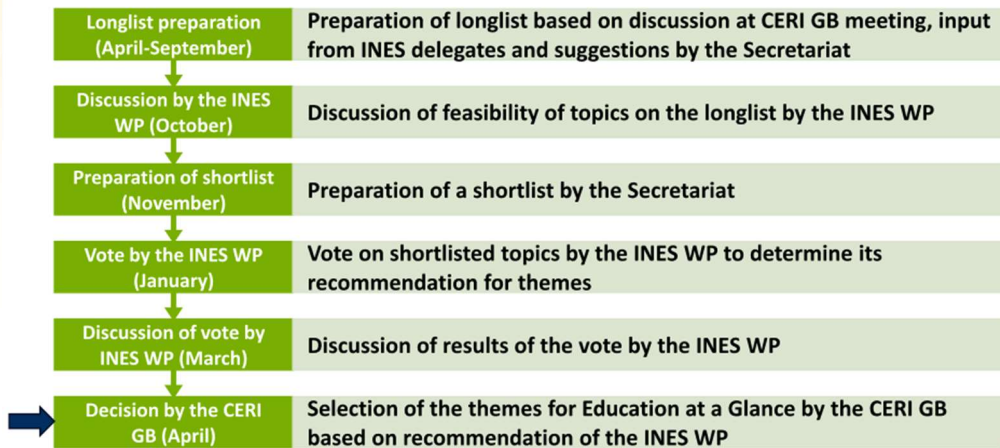 Longlist preparation
(April-September)
Preparation of longlist based on discussion at CERI GB meeting, input
from INES delegates and suggestions by the Secretariat
Discussion by the INES
WP (October)
Discussion of feasibility of topics on the longlist by the INES WP
Preparation of shortlist
(November)
Preparation of a shortlist by the Secretariat
Vote by the INES WP
(January)
Vote on shortlisted topics by the INES WP to determine its
recommendation for themes
Discussion of vote by
INES WP (March)
Discussion of results of the vote by the INES WP
Decision by the CERI
GB (April)
Selection of the themes for Education at a Glance by the CERI GB
based on recommendation of the INES WP